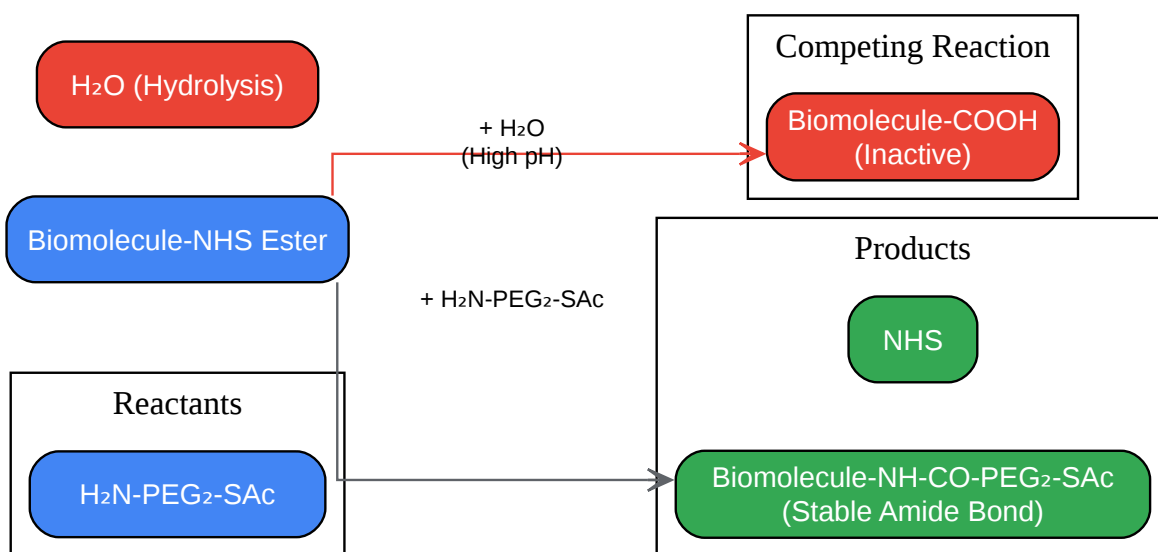 H₂O (Hydrolysis)
Competing Reaction
Biomolecule-COOH
(Inactive)
+ H₂O
(High pH)
Biomolecule-NHS Ester
Products
+ H₂N-PEG₂-SAc
NHS
Reactants
H₂N-PEG₂-SAc
Biomolecule-NH-CO-PEG₂-SAc
(Stable Amide Bond)